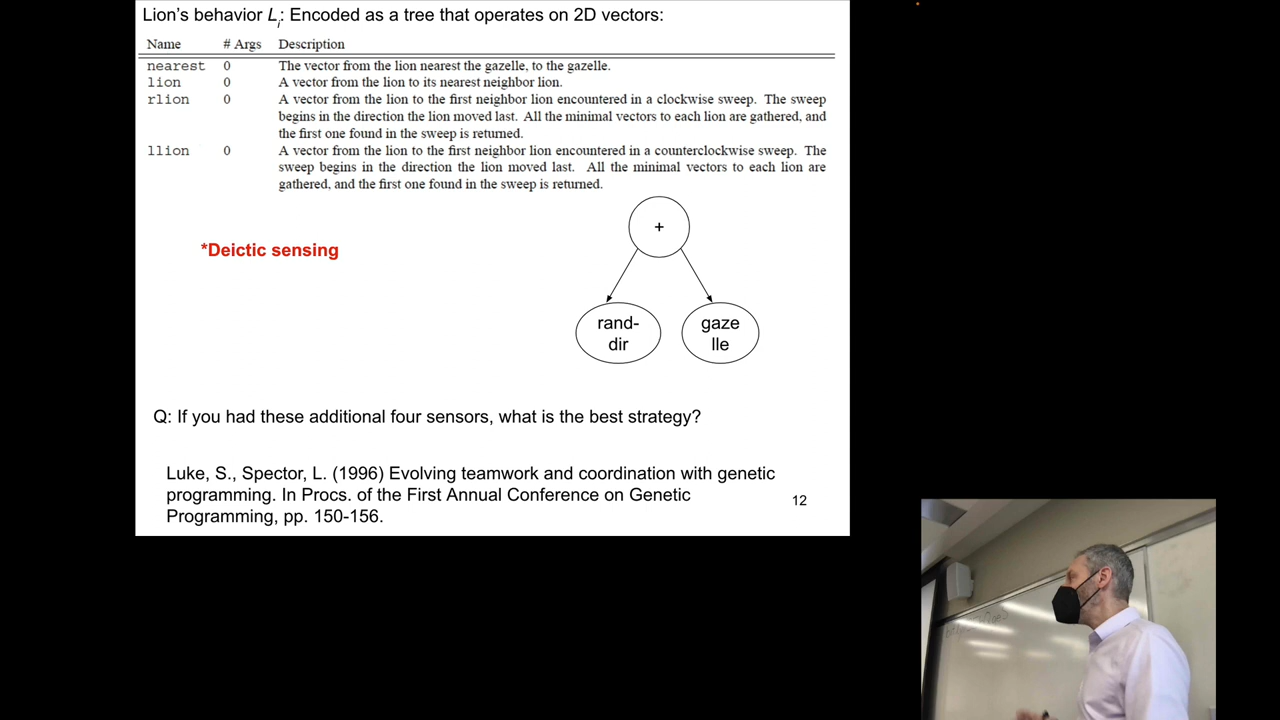 Lion's behavior Li: Encoded as a tree that operates on 2D vectors:
Name # Args Description
nearest 0 The vector from the lion nearest the gazelle, to the gazelle.
lion 0 A vector from the lion to its nearest neighbor lion.
rlion 0 A vector from the lion to the first neighbor lion encountered in a clockwise sweep. The sweep
begins in the direction the lion moved last. All the minimal vectors to each lion are gathered, and
the first one found in the sweep is returned.
llion 0 A vector from the lion to the first neighbor lion encountered in a counterclockwise sweep. The
sweep begins in the direction the lion moved last. All the minimal vectors to each lion are
gathered, and the first one found in the sweep is returned.
+
*Deictic sensing
rand-
dir
gaze
lle
Q: If you had these additional four sensors, what is the best strategy?
Luke, S., Spector, L. (1996) Evolving teamwork and coordination with genetic
programming. In Procs. of the First Annual Conference on Genetic
Programming, pp. 150-156.
12